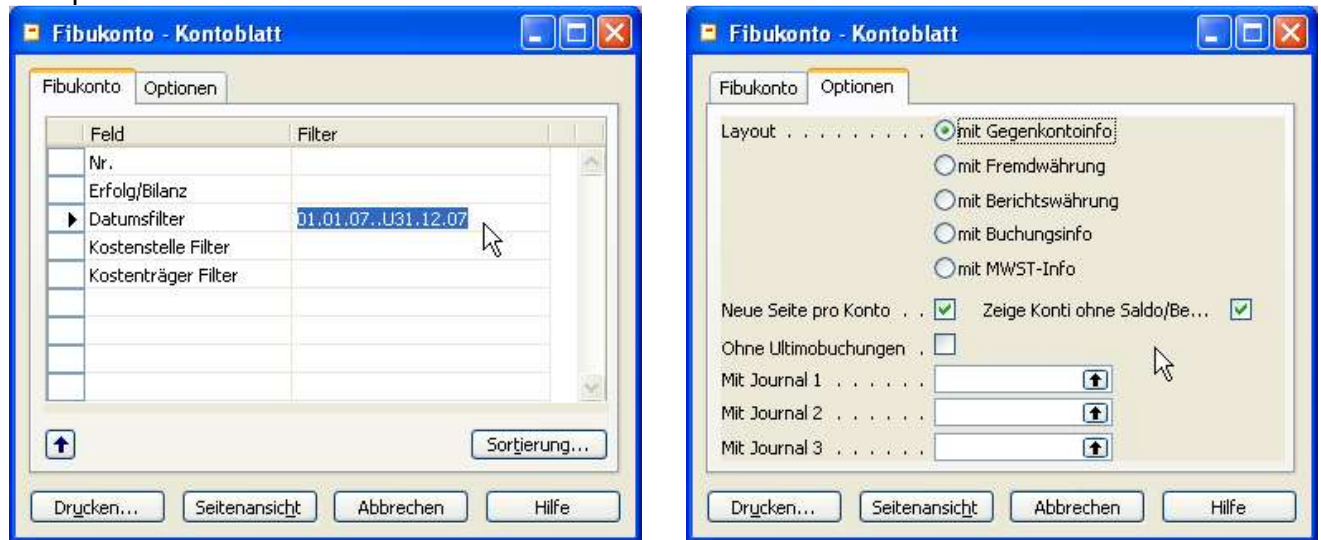 Fibukonto - Kontoblatt
Fibukonto Optionen
Feld Filter
Nr.
Erfolg/Bilanz
Datumsfilter 01.01.07..U31.12.07
Kostenstelle Filter
Kostenträger Filter
Sortierung...
Drucken... Seitenansicht Abbrechen Hilfe
Fibukonto - Kontoblatt
Fibukonto Optionen
Layout . . . . . . . . . mit Gegenkontoinfo
mit Fremdwährung
mit Berichtswährung
mit Buchungsinfo
mit MWST-Info
Neue Seite pro Konto . . Zeige Konti ohne Saldo/Be...
Ohne Ultimobuchungen .
Mit Journal 1 . . . . . .
Mit Journal 2 . . . . . .
Mit Journal 3 . . . . . .
Drucken... Seitenansicht Abbrechen Hilfe